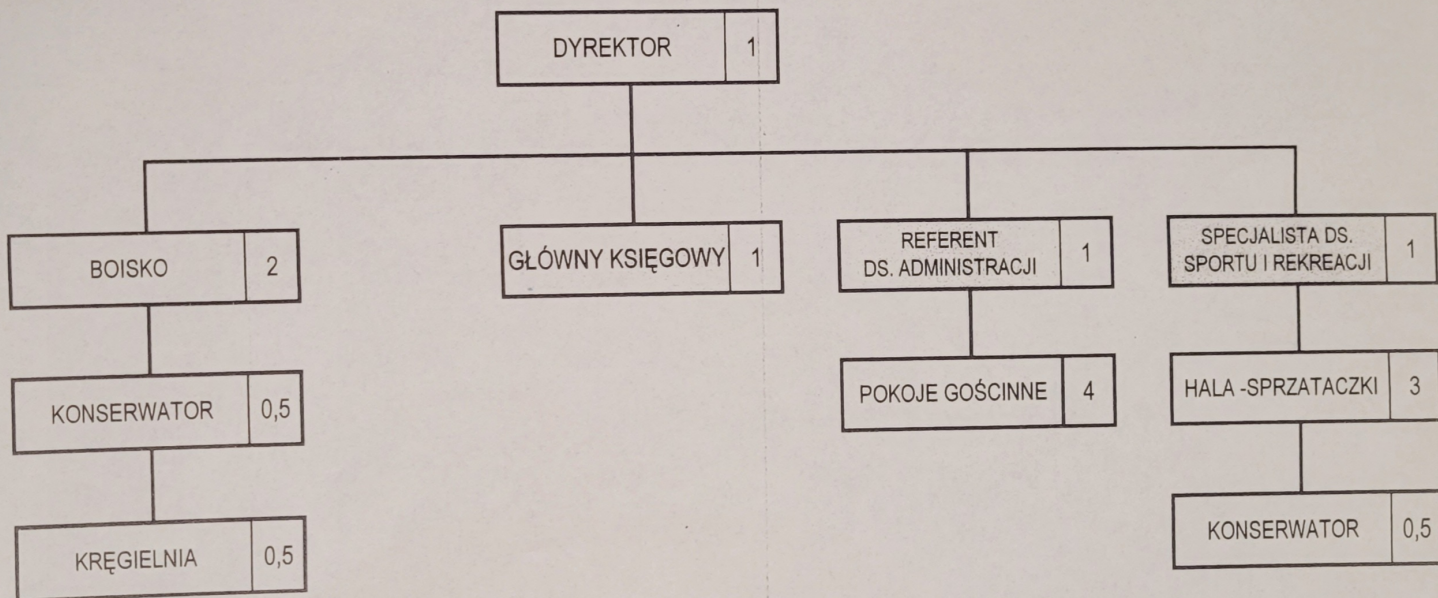 DYREKTOR 1
BOISKO 2
GŁÓWNY KSIĘGOWY 1
REFERENT
DS. ADMINISTRACJI 1
SPECJALISTA DS.
SPORTU I REKREACJI 1
KONSERWATOR 0,5
POKOJE GOŚCINNE 4
HALA -SPRZATACZKI 3
KRĘGIELNIA 0,5
KONSERWATOR 0,5